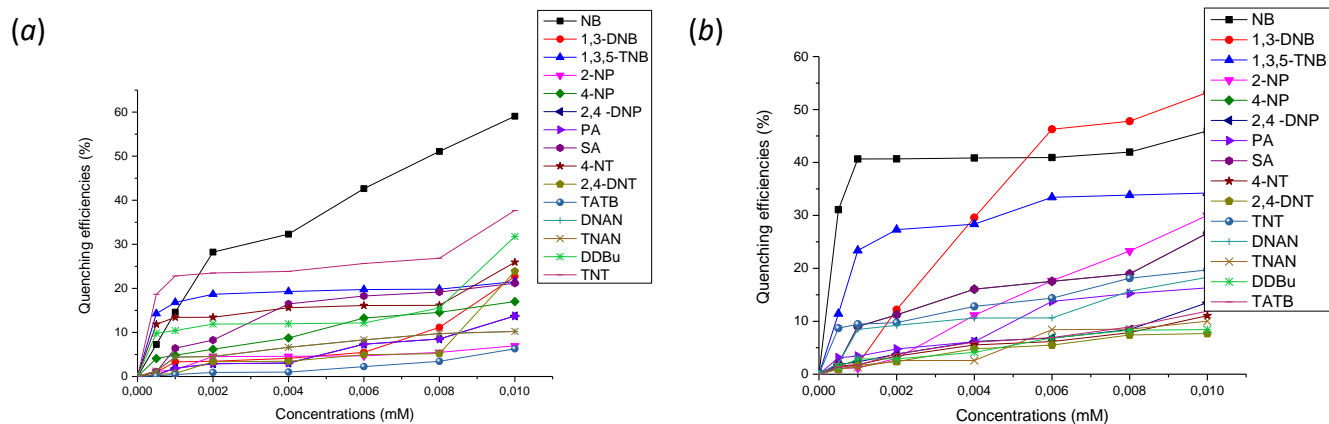 (a)
NB
1,3-DNB
1,3,5-TNB
2-NP
4-NP
2,4 -DNP
PA
SA
4-NT
2,4-DNT
TATB
DNAN
TNAN
DDBu
TNT
Quenching efficiencies (%)
60
50
40
30
20
10
0
0,000
0,002
0,004
0,006
0,008
0,010
Concentrations (mM)
(b)
NB
1,3-DNB
1,3,5-TNB
2-NP
4-NP
2,4 -DNP
PA
SA
4-NT
2,4-DNT
TNT
DNAN
TNAN
DDBu
TATB
Quenching efficiencies (%)
60
50
40
30
20
10
0
0,000
0,002
0,004
0,006
0,008
0,010
Concentrations (mM)